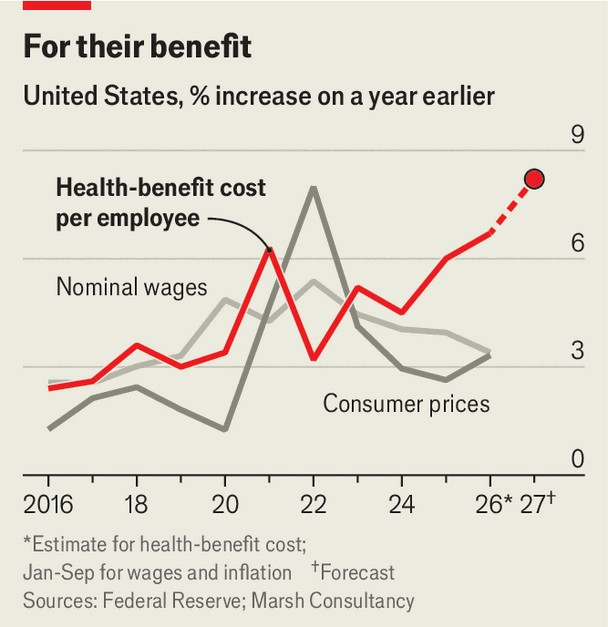 For their benefit
United States, % increase on a year earlier
9
Health-benefit cost
per employee
6
Nominal wages
3
Consumer prices
0
2016 18 20 22 24 26* 27†
*Estimate for health-benefit cost;
Jan-Sep for wages and inflation †Forecast
Sources: Federal Reserve; Marsh Consultancy